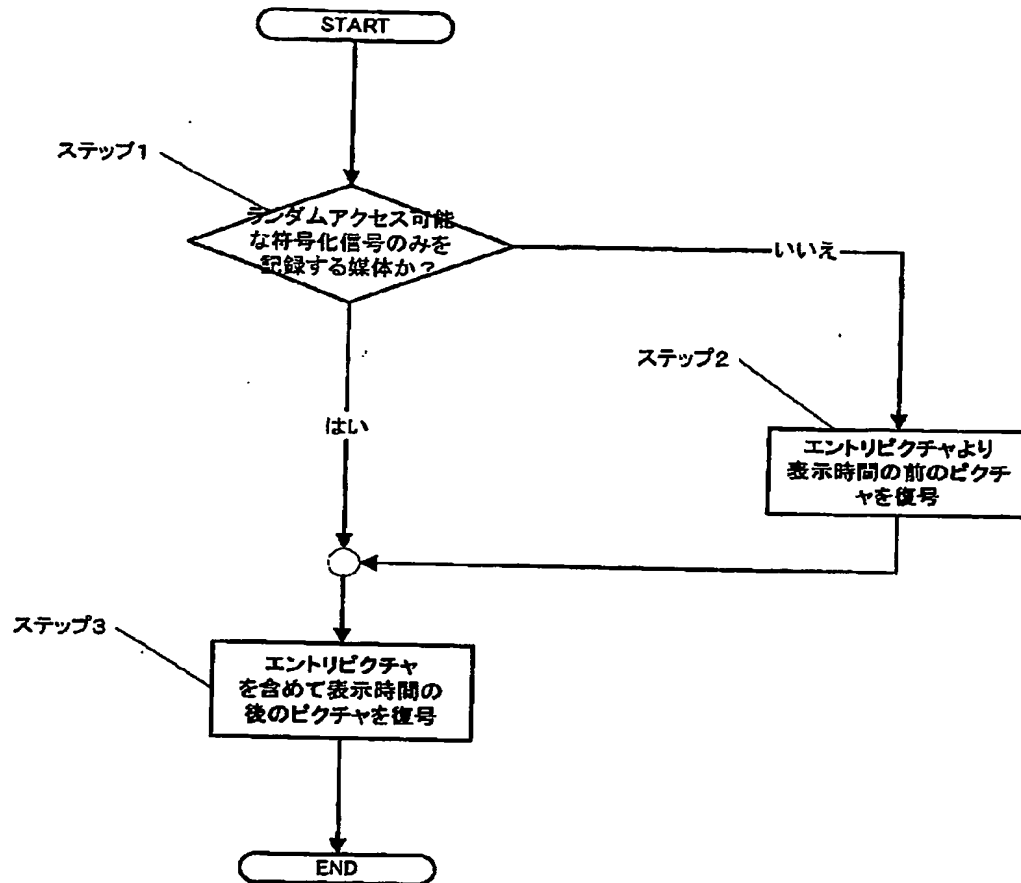 START
ステップ1
ランダムアクセス可能
な符号化信号のみを
記録する媒体か?
いいえ
ステップ2
はい
エントリピクチャより
表示時間の前のピクチ
ャを復号
ステップ3
エントリピクチャ
を含めて表示時間の
後のピクチャを復号
END